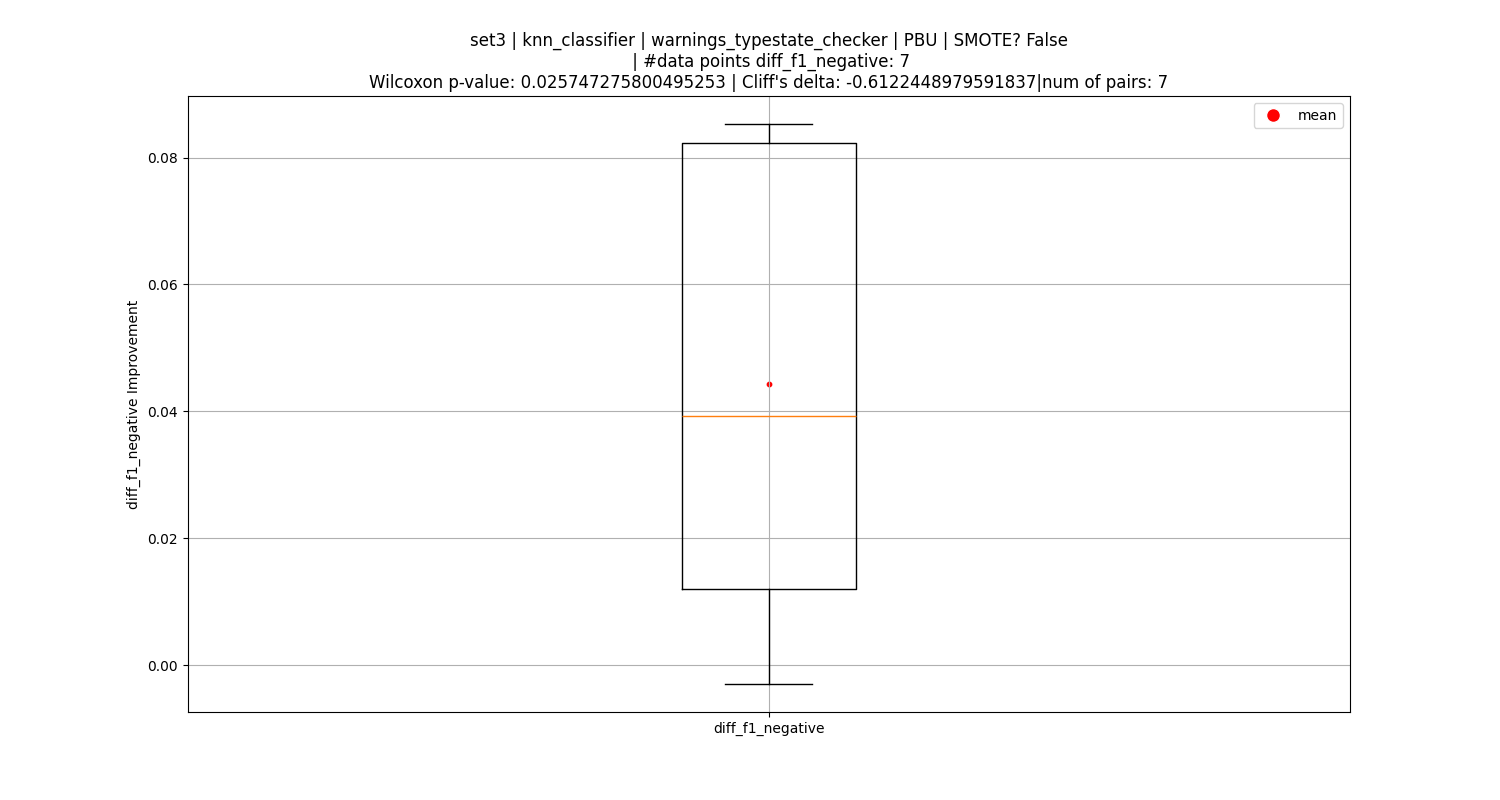 set3 | knn_classifier | warnings_typestate_checker | PBU | SMOTE? False
| #data points diff_f1_negative: 7
Wilcoxon p-value: 0.025747275800495253 | Cliff's delta: -0.6122448979591837|num of pairs: 7
mean
0.08
0.06
0.04
0.02
0.00
diff_f1_negative Improvement
diff_f1_negative